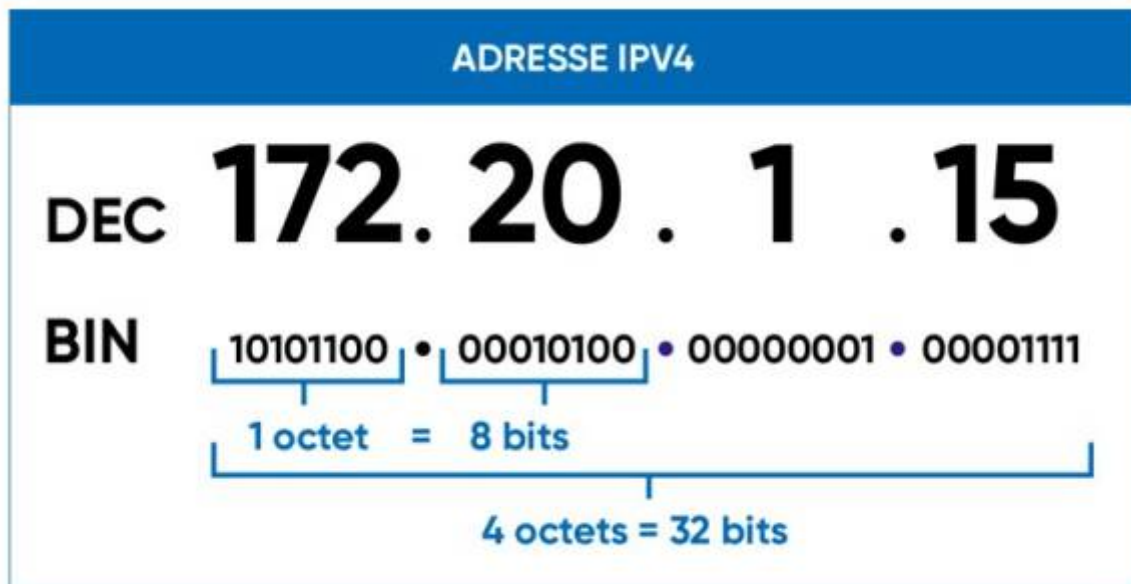 ADRESSE IPV4
DEC 172. 20 . 1 . 15
BIN 10101100 • 00010100 • 00000001 • 00001111
1 octet = 8 bits
4 octets = 32 bits